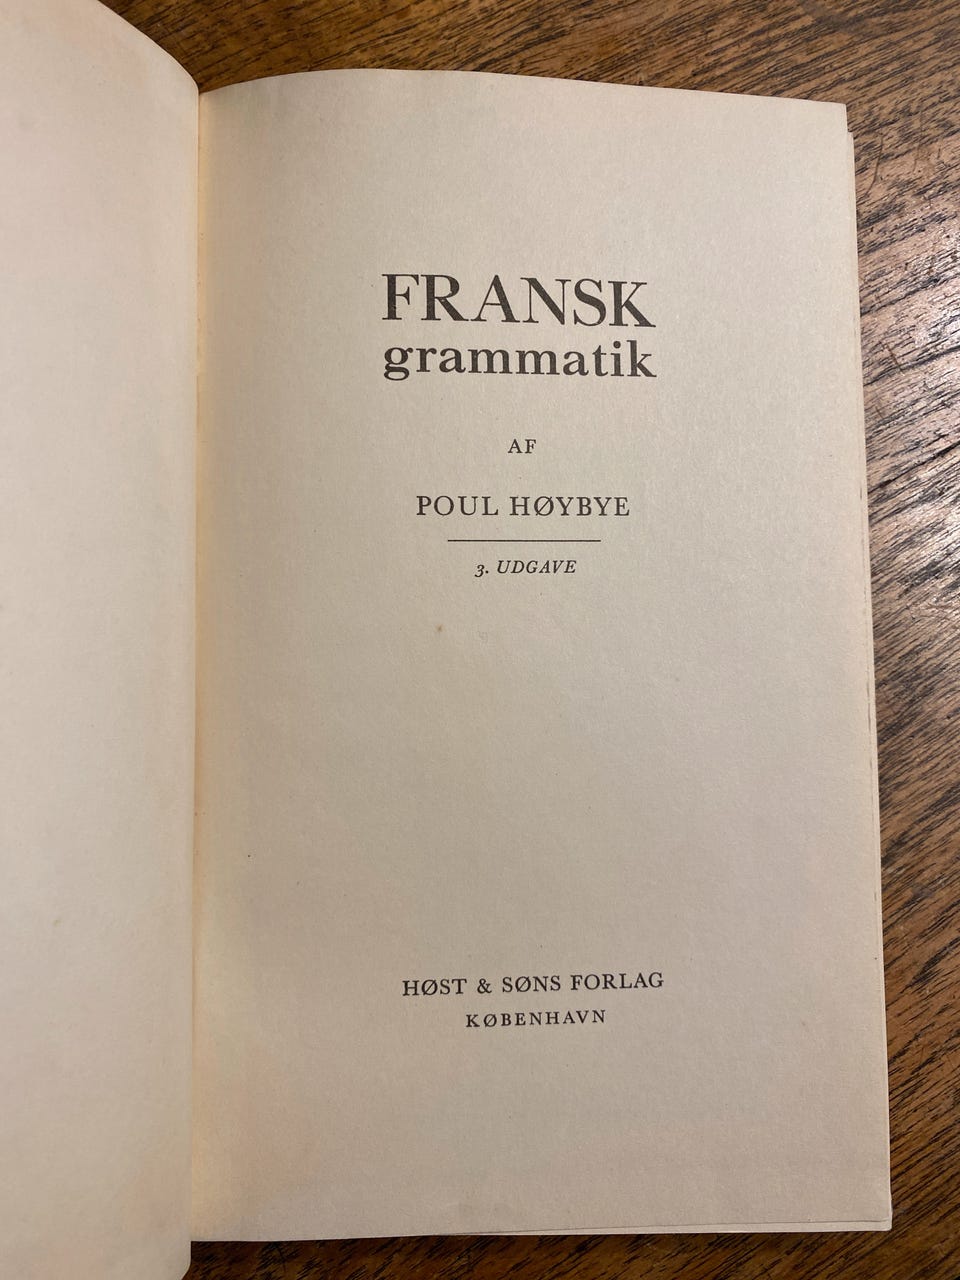 FRANSK
grammatik
AF
POUL HØYBYE
3. UDGAVE
HØST & SØNS FORLAG
KØBENHAVN